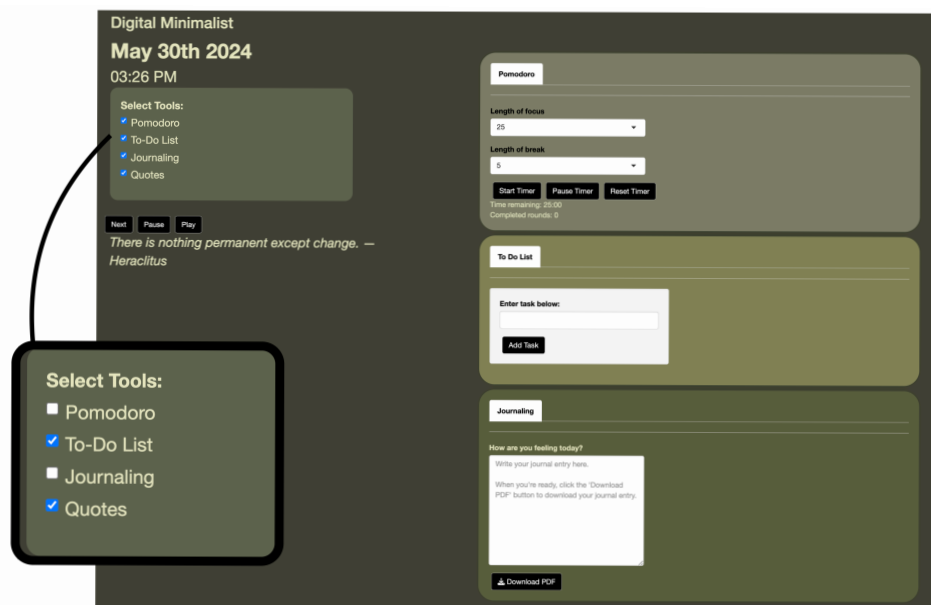 Digital Minimalist
May 30th 2024
03:26 PM
Select Tools:
Pomodoro
To-Do List
Journaling
Quotes
Next
Pause
Play
There is nothing permanent except change. —
Heraclitus
Select Tools:
Pomodoro
To-Do List
Journaling
Quotes
Pomodoro
Length of focus
25
Length of break
5
Start Timer
Pause Timer
Reset Timer
Time remaining: 25:00
Completed rounds: 0
To Do List
Enter task below:
Add Task
Journaling
How are you feeling today?
Write your journal entry here.
When you're ready, click the 'Download
PDF' button to download your journal entry.
Download PDF